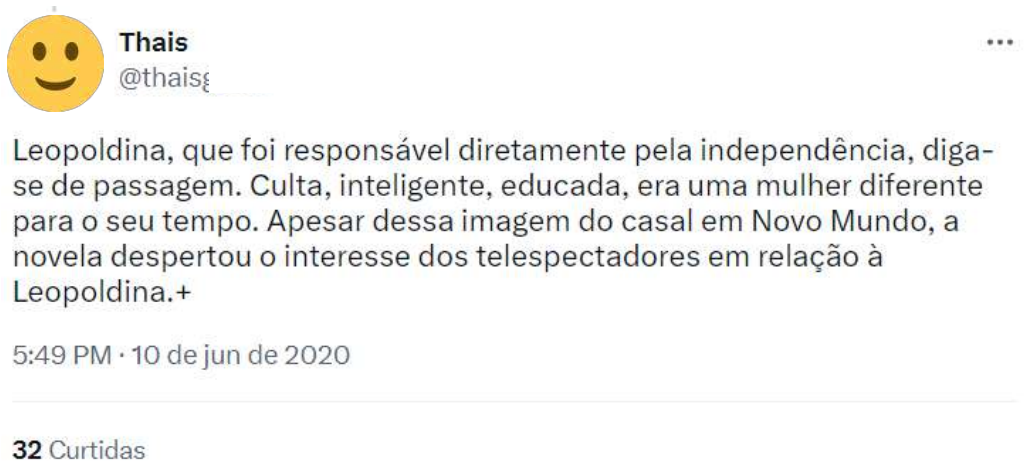 Thais
@thaisg
Leopoldina, que foi responsável diretamente pela independência, diga-
se de passagem. Culta, inteligente, educada, era uma mulher diferente
para o seu tempo. Apesar dessa imagem do casal em Novo Mundo, a
novela despertou o interesse dos telespectadores em relação à
Leopoldina.+
5:49 PM · 10 de jun de 2020
32 Curtidas